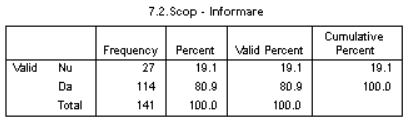 7.2.Scop - Informare
Frequency Percent Valid Percent Cumulative Percent
Valid Nu 27 19.1 19.1 19.1
Da 114 80.9 80.9 100.0
Total 141 100.0 100.0